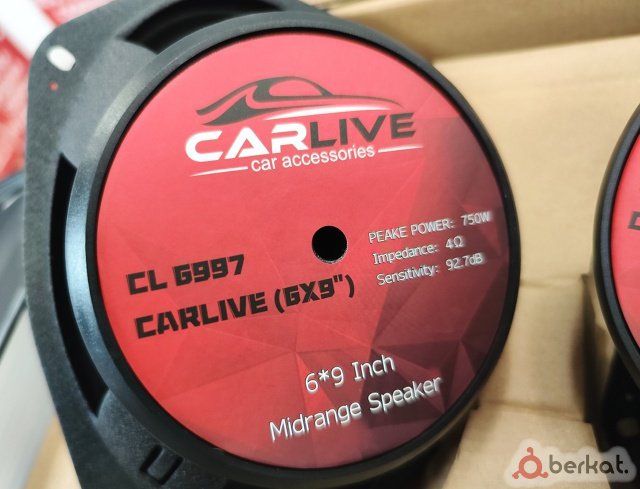 CARLIVE
car accessories
PEAKE POWER: 750W
Impedance: 4Ω
Sensitivity: 92.7dB
CL 6997
CARLIVE (6X9")
6*9 Inch
Midrange Speaker
berkat.